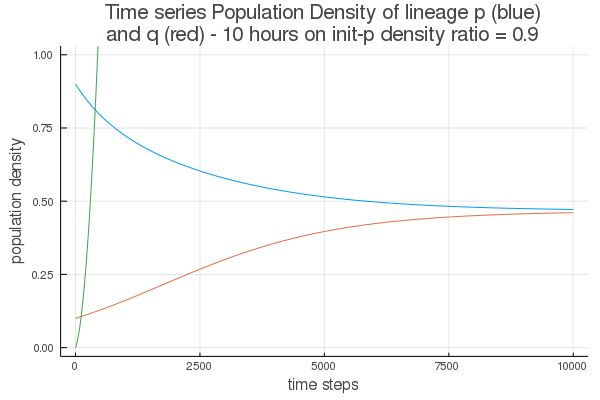 Time series Population Density of lineage p (blue)
and q (red) - 10 hours on init-p density ratio = 0.9
1.00
0.75
0.50
0.25
0.00
population density
0
2500
5000
7500
10000
time steps